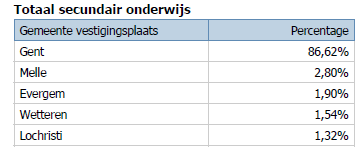 Totaal secundair onderwijs
Gemeente vestigingsplaats Percentage
Gent 86,62%
Melle 2,80%
Evergem 1,90%
Wetteren 1,54%
Lochristi 1,32%